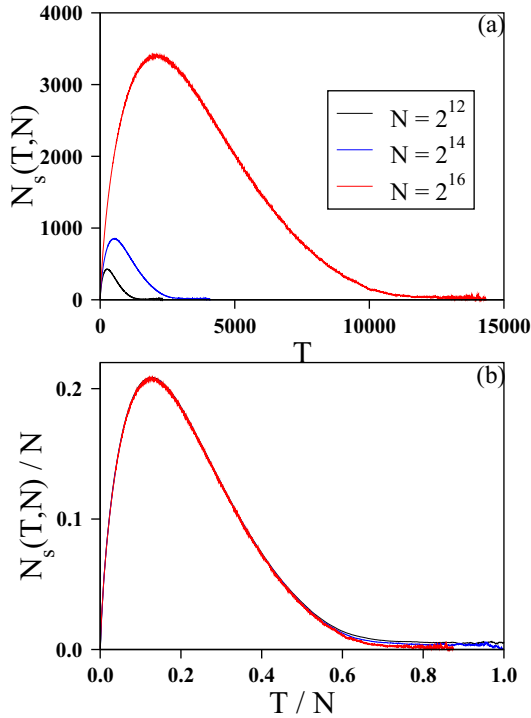 (a)
4000
3000
2000
1000
0
N_s(T,N)
N = 2^12
N = 2^14
N = 2^16
0 5000 10000 15000
T
(b)
0.2
0.1
0.0
N_s(T,N) / N
0.0 0.2 0.4 0.6 0.8 1.0
T / N